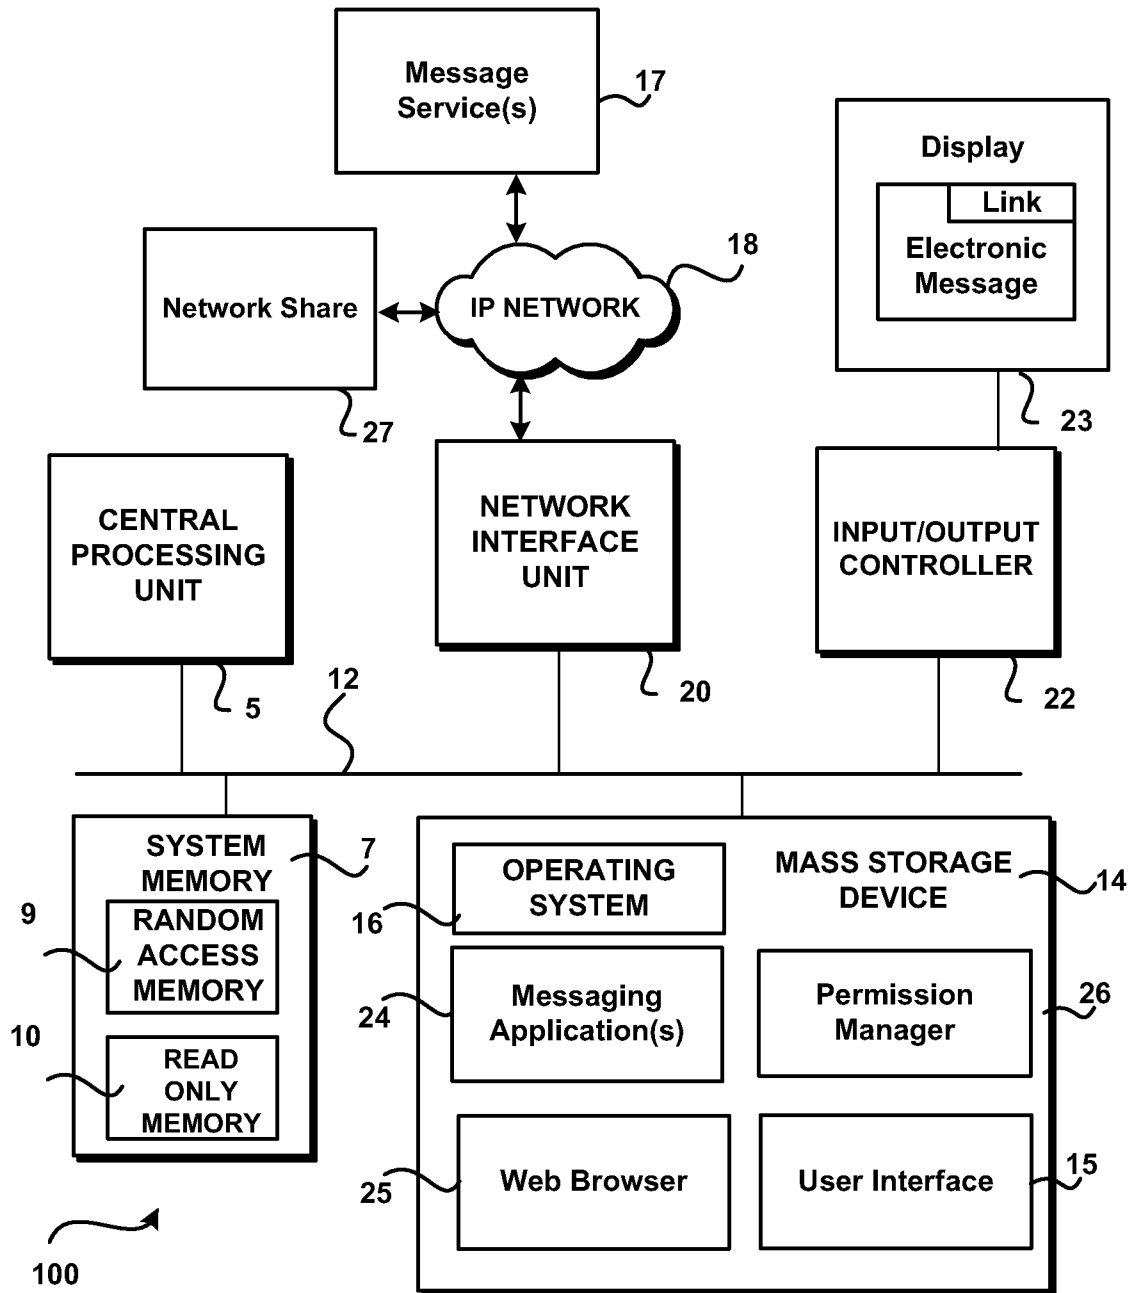 Message
Service(s)
17
Display
Link
Electronic
Message
23
18
IP NETWORK
Network Share
27
CENTRAL
PROCESSING
UNIT
5
NETWORK
INTERFACE
UNIT
20
INPUT/OUTPUT
CONTROLLER
22
12
SYSTEM
MEMORY
7
9
RANDOM
ACCESS
MEMORY
10
READ
ONLY
MEMORY
OPERATING
SYSTEM
16
MASS STORAGE
DEVICE
14
Messaging
Application(s)
24
Permission
Manager
26
Web Browser
25
User Interface
15
100